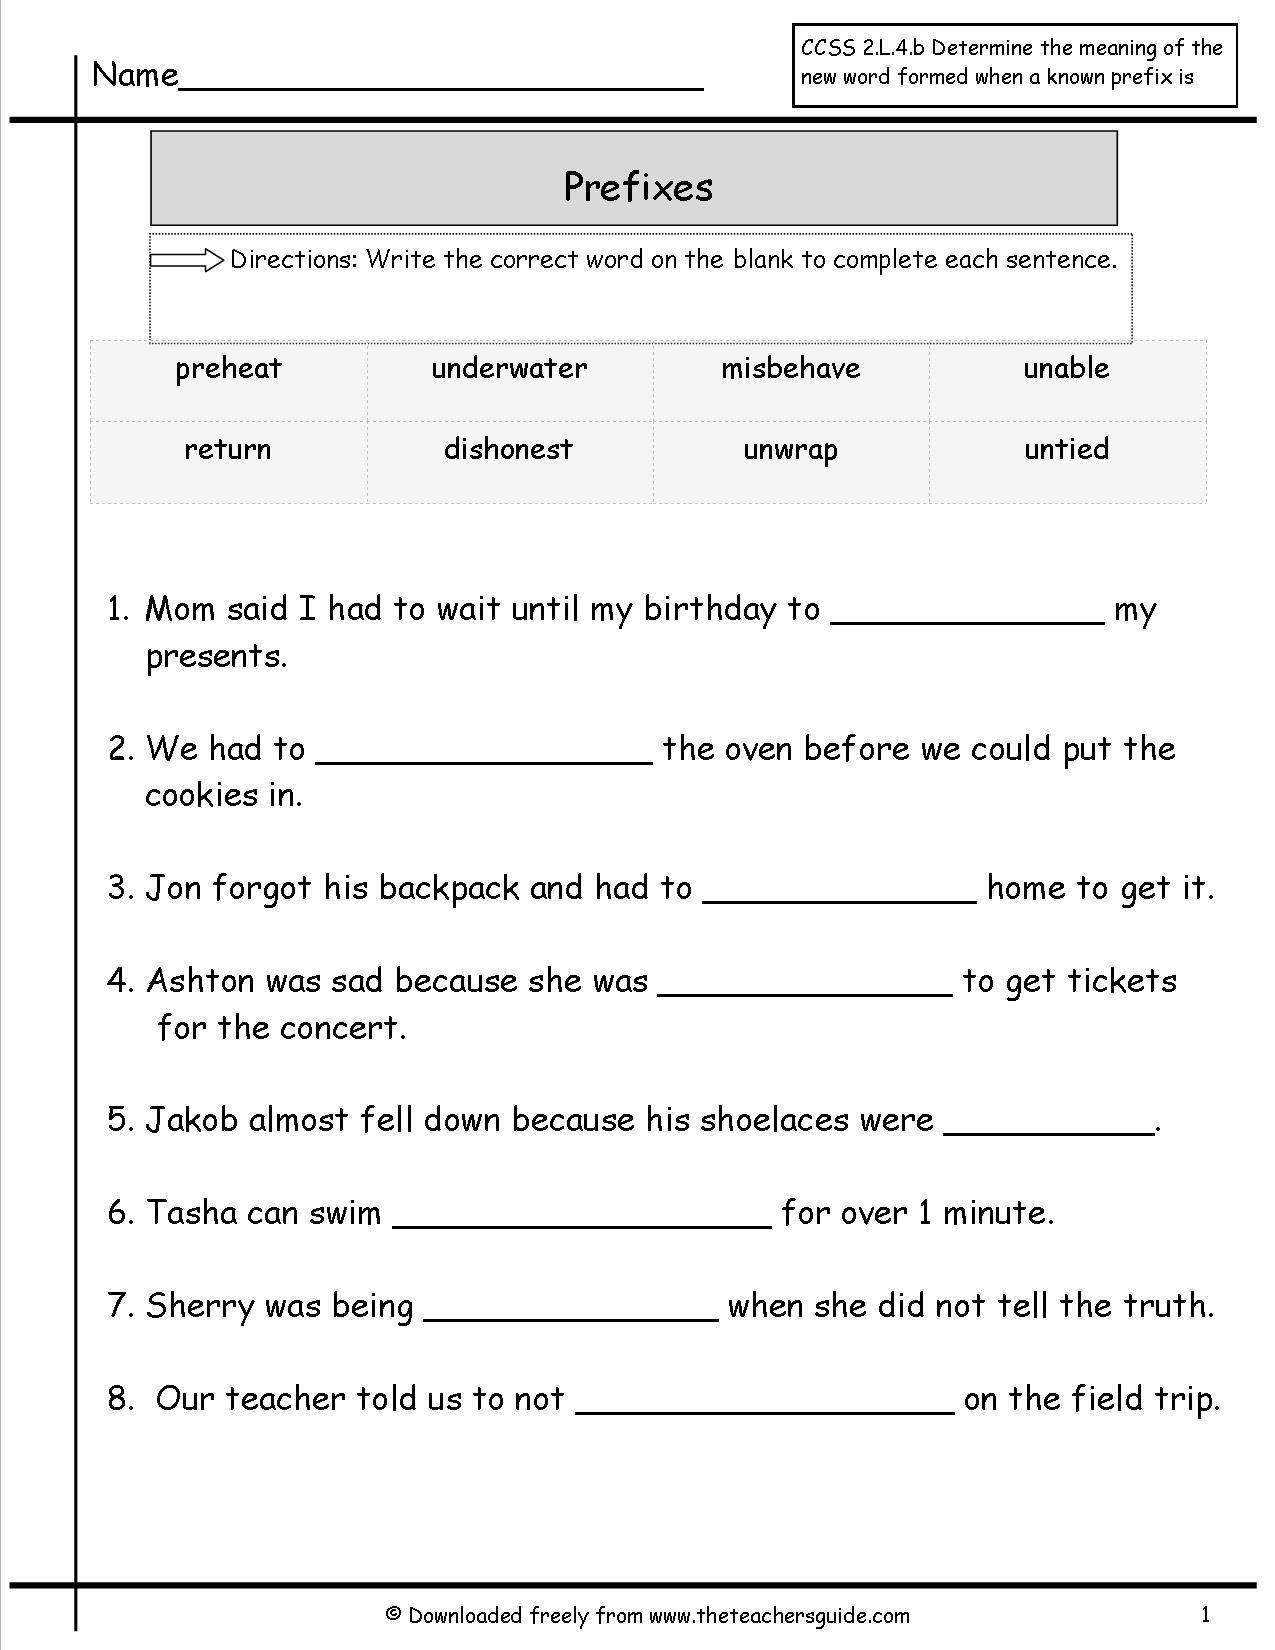 CCSS 2.L.4.b Determine the meaning of the
new word formed when a known prefix is
Name_________________________
Prefixes
Directions: Write the correct word on the blank to complete each sentence.
preheat underwater misbehave unable
return dishonest unwrap untied
1. Mom said I had to wait until my birthday to _____________ my
presents.
2. We had to ________________ the oven before we could put the
cookies in.
3. Jon forgot his backpack and had to _____________ home to get it.
4. Ashton was sad because she was ______________ to get tickets
for the concert.
5. Jakob almost fell down because his shoelaces were __________.
6. Tasha can swim __________________ for over 1 minute.
7. Sherry was being ______________ when she did not tell the truth.
8. Our teacher told us to not __________________ on the field trip.
© Downloaded freely from www.theteachersguide.com 1